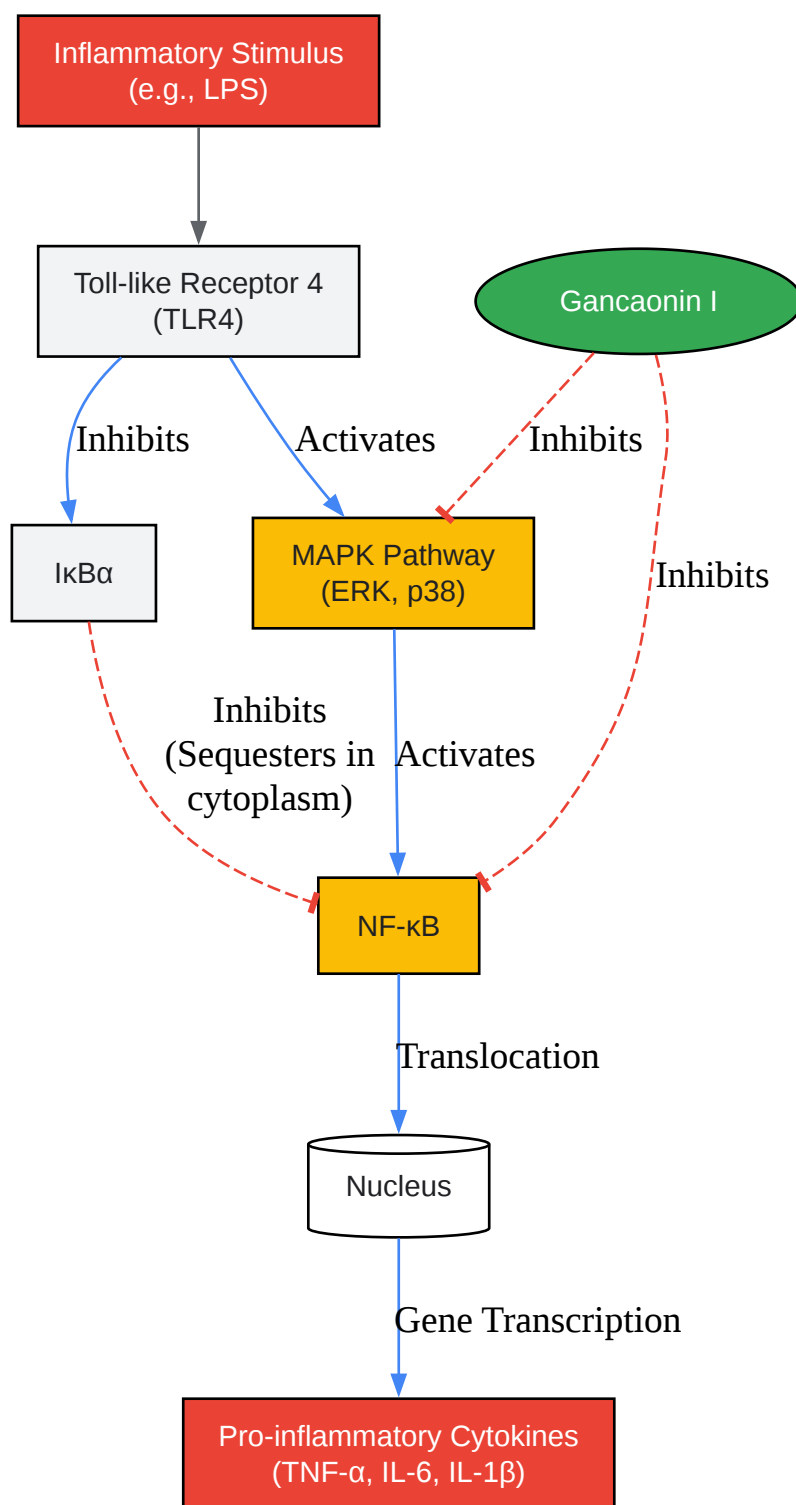 Inflammatory Stimulus
(e.g., LPS)
Toll-like Receptor 4
(TLR4)
Gancaonin I
Inhibits
Activates
Inhibits
IκBα
MAPK Pathway
(ERK, p38)
Inhibits
Inhibits
(Sequesters in
cytoplasm)
Activates
NF-κB
Translocation
Nucleus
Gene Transcription
Pro-inflammatory Cytokines
(TNF-α, IL-6, IL-1β)